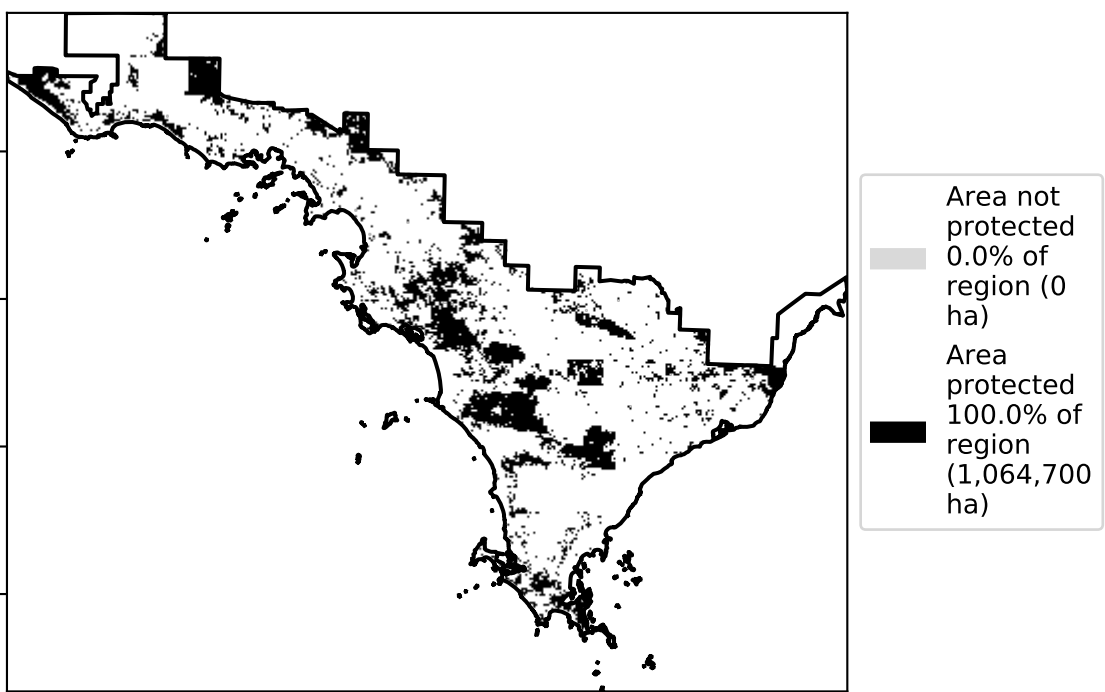 Area not
protected
0.0% of
region (0
ha)
Area
protected
100.0% of
region
(1,064,700
ha)